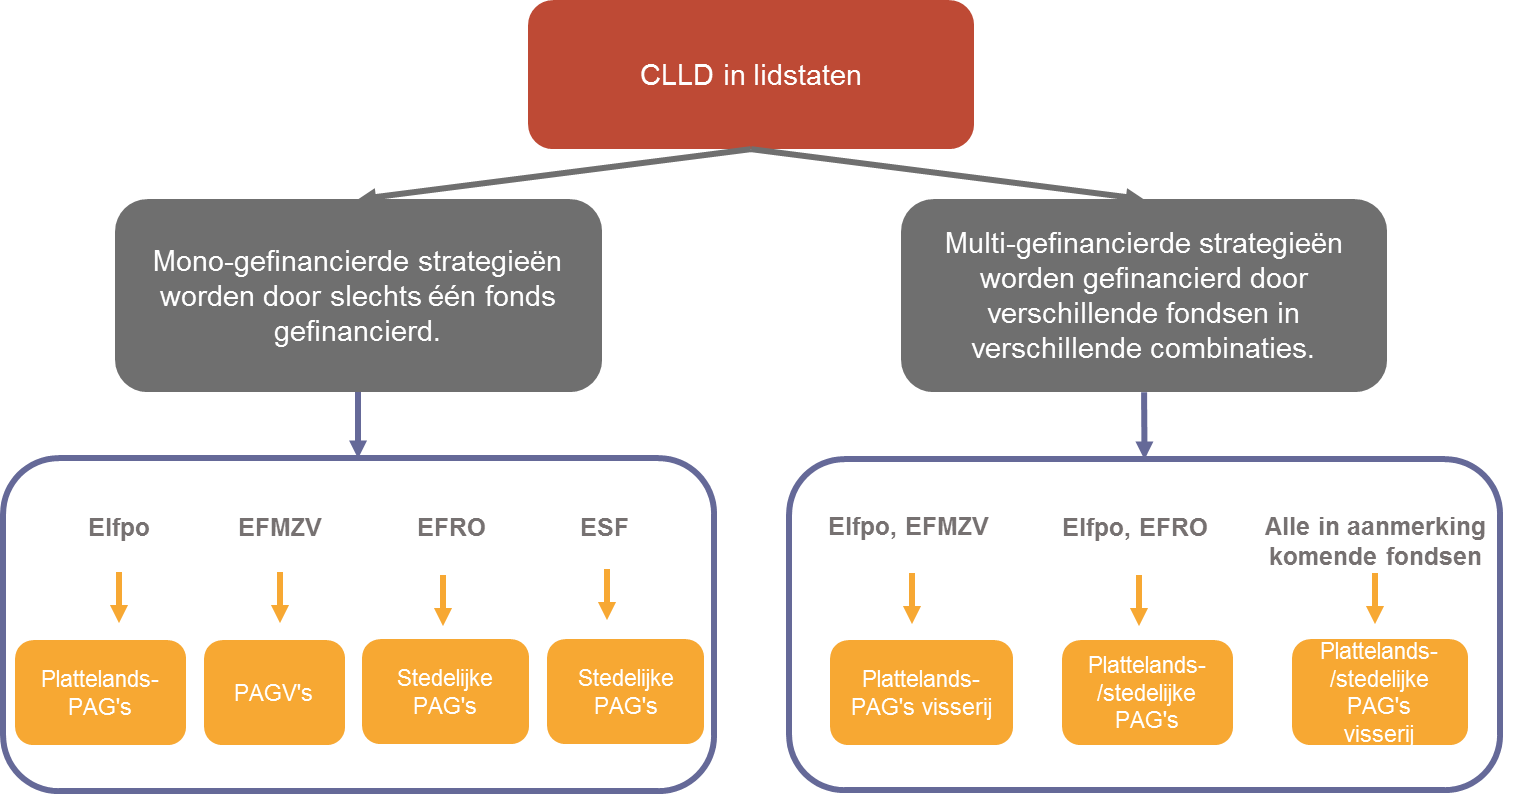 CLLD in lidstaten
Mono-gefinancierde strategieën
worden door slechts één fonds
gefinancierd.
Multi-gefinancierde strategieën
worden gefinancierd door
verschillende fondsen in
verschillende combinaties.
Elfpo
EFMZV
EFRO
ESF
Plattelands-
PAG's
PAGV's
Stedelijke
PAG's
Stedelijke
PAG's
Elfpo, EFMZV
Elfpo, EFRO
Alle in aanmerking
komende fondsen
Plattelands-
PAG's visserij
Plattelands-
/stedelijke
PAG's
Plattelands-
/stedelijke
PAG's
visserij